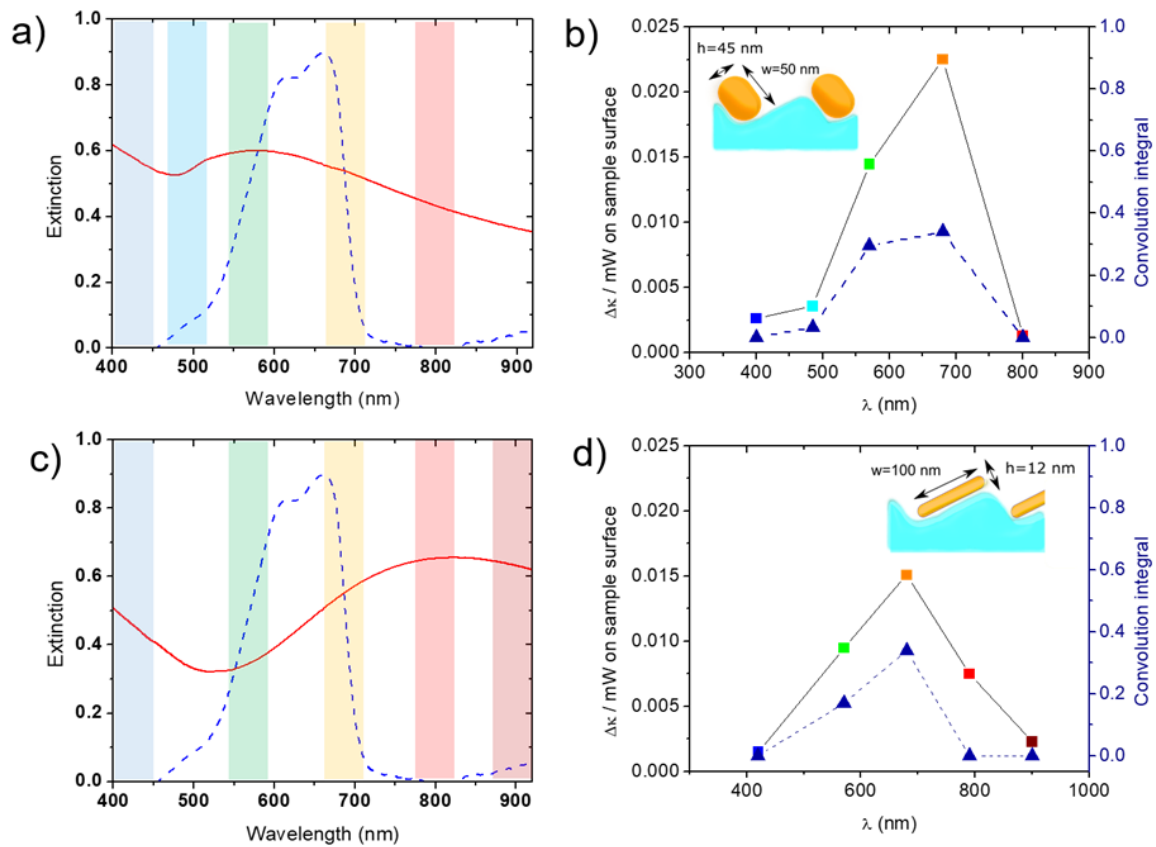 a)
Extinction
1.0
0.8
0.6
0.4
0.2
0.0
400 500 600 700 800 900
Wavelength (nm)
b)
Δκ / mW on sample surface
0.025
0.020
0.015
0.010
0.005
0.000
h=45 nm
w=50 nm
1.0
0.8
0.6
0.4
0.2
0.0
Convolution integral
300 400 500 600 700 800 900
λ (nm)
c)
Extinction
1.0
0.8
0.6
0.4
0.2
0.0
400 500 600 700 800 900
Wavelength (nm)
d)
Δκ / mW on sample surface
0.025
0.020
0.015
0.010
0.005
0.000
w=100 nm
h=12 nm
1.0
0.8
0.6
0.4
0.2
0.0
Convolution integral
400 600 800 1000
λ (nm)